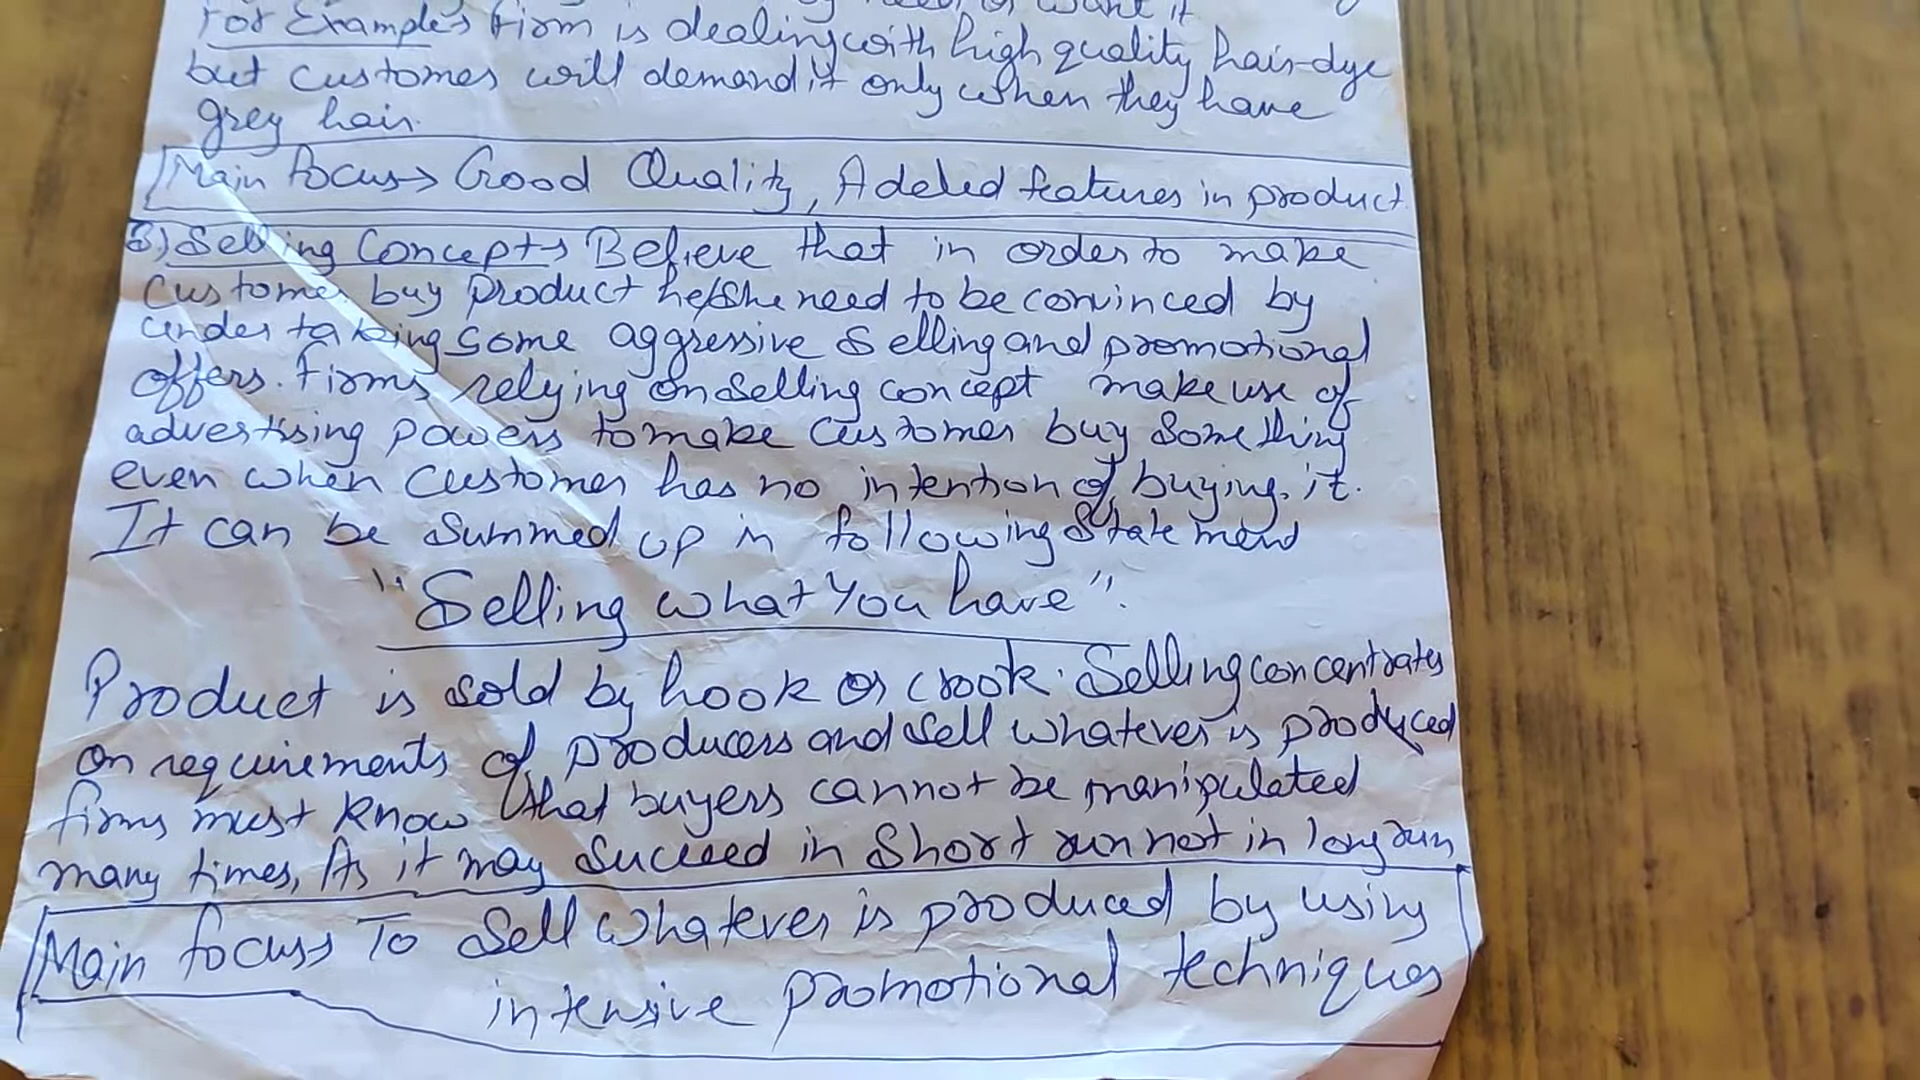 want it
For Example→ Firm is dealing with high quality hair-dye
but customer will demand it only when they have
grey hair.
Main focus→ Good Quality, Added features in product.
3) Selling Concept→ Believe that in order to make
customer buy product he/she need to be convinced by
undertaking some aggressive selling and promotional
offers. Firms relying on selling concept make use of
advertising powers to make customer buy something
even when customer has no intention of buying it.
It can be summed up in following statement
"Selling what You have".
Product is sold by hook or crook. Selling concentrates
on requirements of producers and sell whatever is produced
firms must know that buyers cannot be manipulated
many times, As it may succeed in short run not in long run
Main focus→ To sell whatever is produced by using
intensive promotional techniques